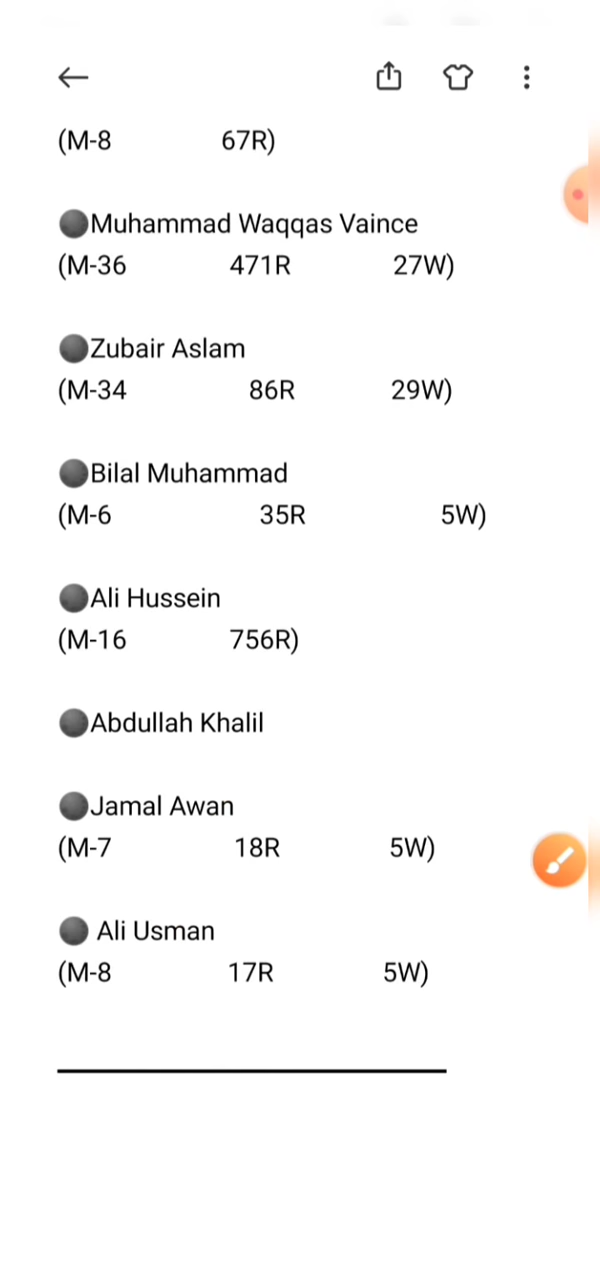 (M-8 67R)
⚫Muhammad Waqqas Vaince
(M-36 471R 27W)
⚫Zubair Aslam
(M-34 86R 29W)
⚫Bilal Muhammad
(M-6 35R 5W)
⚫Ali Hussein
(M-16 756R)
⚫Abdullah Khalil
⚫Jamal Awan
(M-7 18R 5W)
⚫ Ali Usman
(M-8 17R 5W)